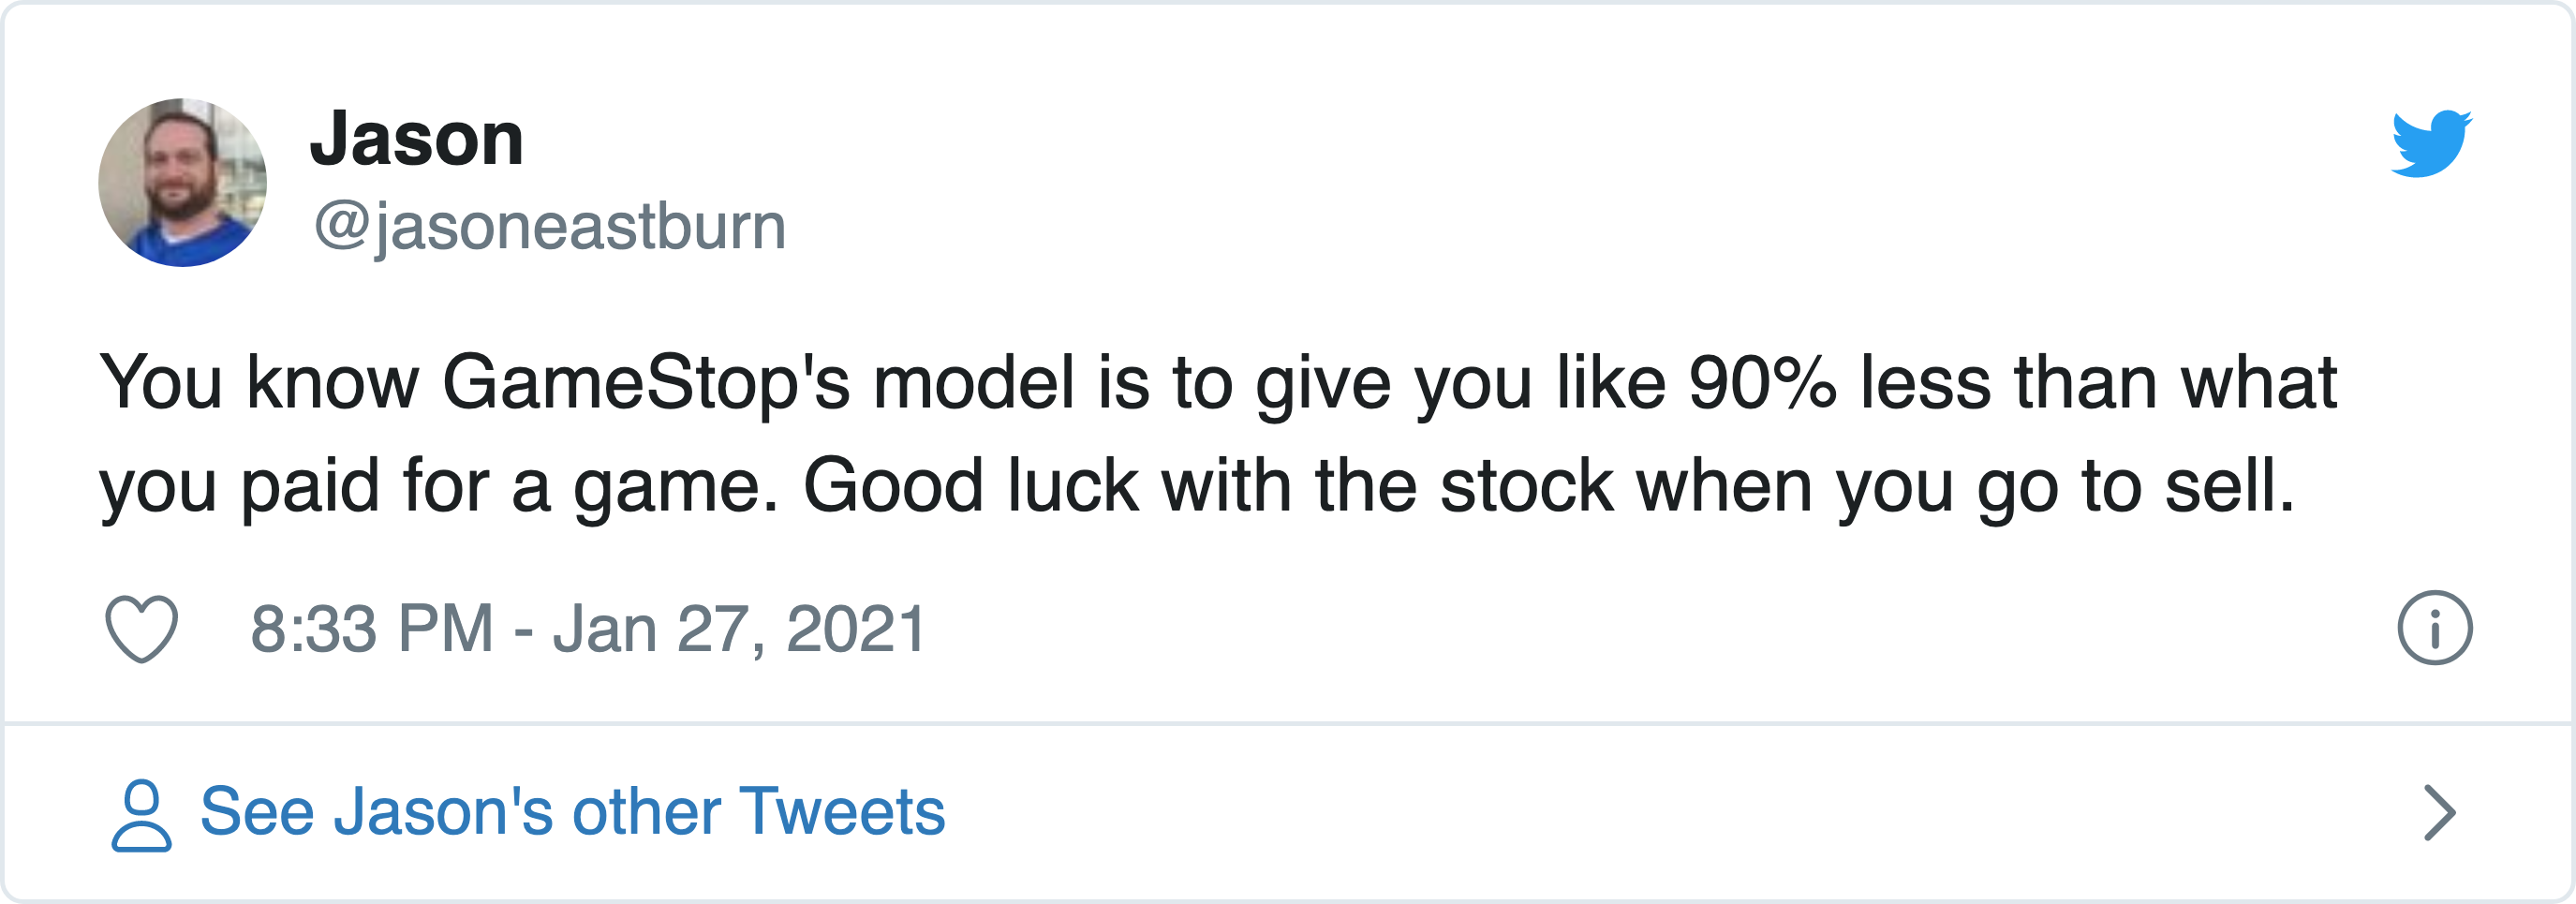 Jason
@jasoneastburn
You know GameStop's model is to give you like 90% less than what
you paid for a game. Good luck with the stock when you go to sell.
8:33 PM - Jan 27, 2021
See Jason's other Tweets